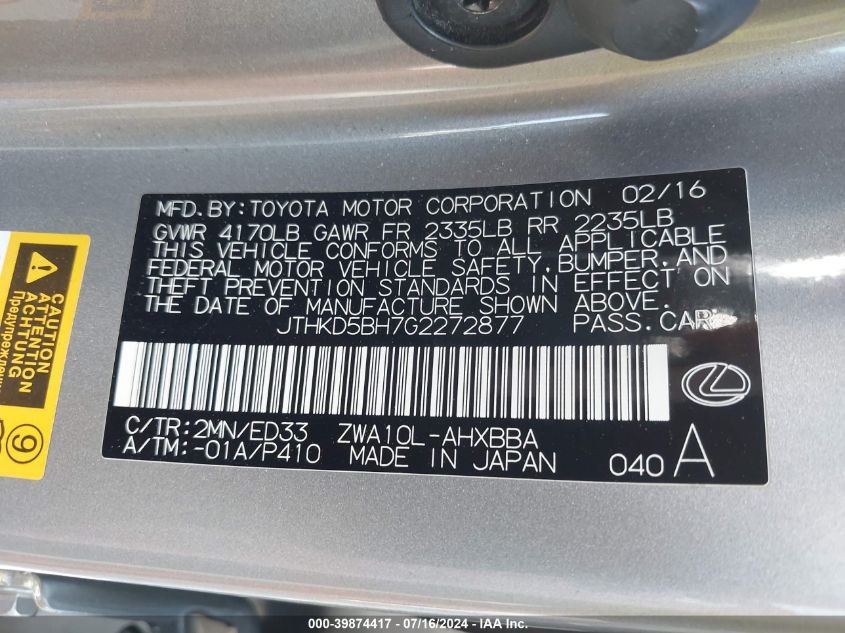 MFD. BY: TOYOTA MOTOR CORPORATION 02/16
GVWR 4170LB GAWR FR 2335LB RR 2235LB
THIS VEHICLE CONFORMS TO ALL APPLICABLE
FEDERAL MOTOR VEHICLE SAFETY, BUMPER, AND
THEFT PREVENTION STANDARDS IN EFFECT ON
THE DATE OF MANUFACTURE SHOWN ABOVE.
JTHKD5BH7G2272877 PASS. CAR
C/TR: 2MN/ED33 ZWA10L-AHXBBA
A/TM: -01A/P410 MADE IN JAPAN 040 A
CAUTION
ATTENTION
ACHTUNG
9
000-39874417 - 07/16/2024 - © IAA Inc.